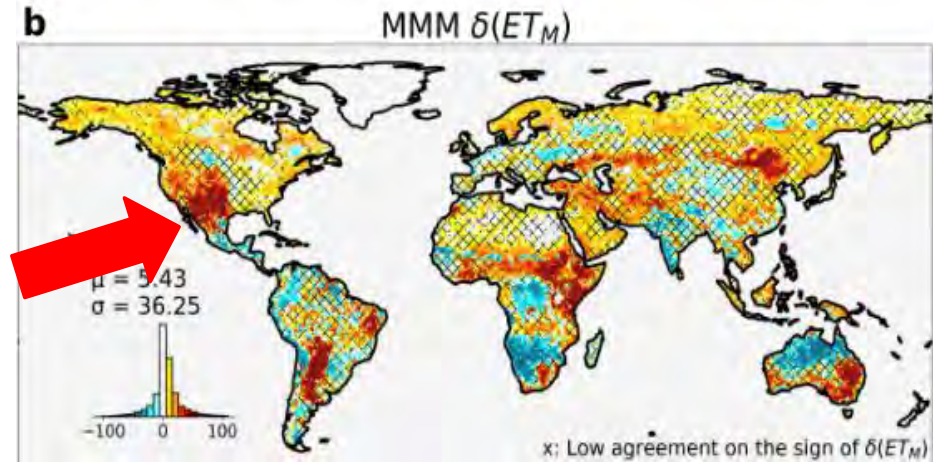 b
MMM δ(ET_M)
μ = 5.43
σ = 36.25
−100 0 100
x: Low agreement on the sign of δ(ET_M)